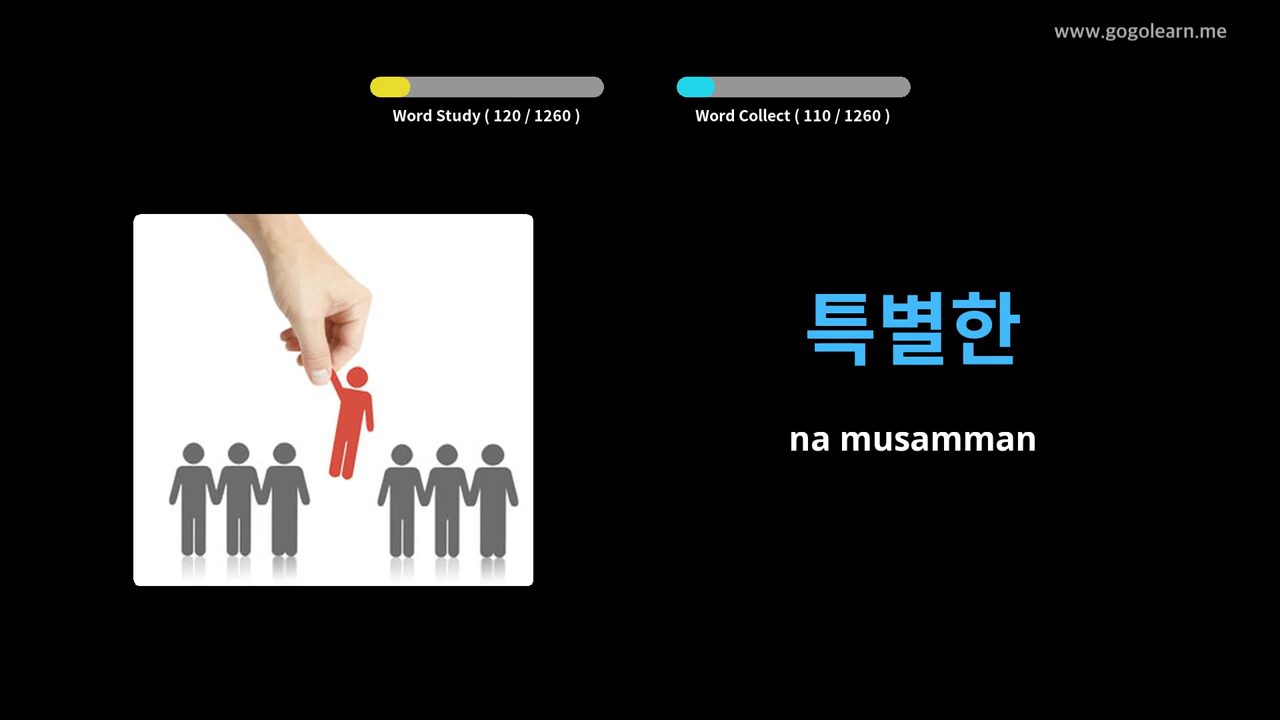 www.gogolearn.me
Word Study ( 120 / 1260 )
Word Collect ( 110 / 1260 )
특별한
na musamman